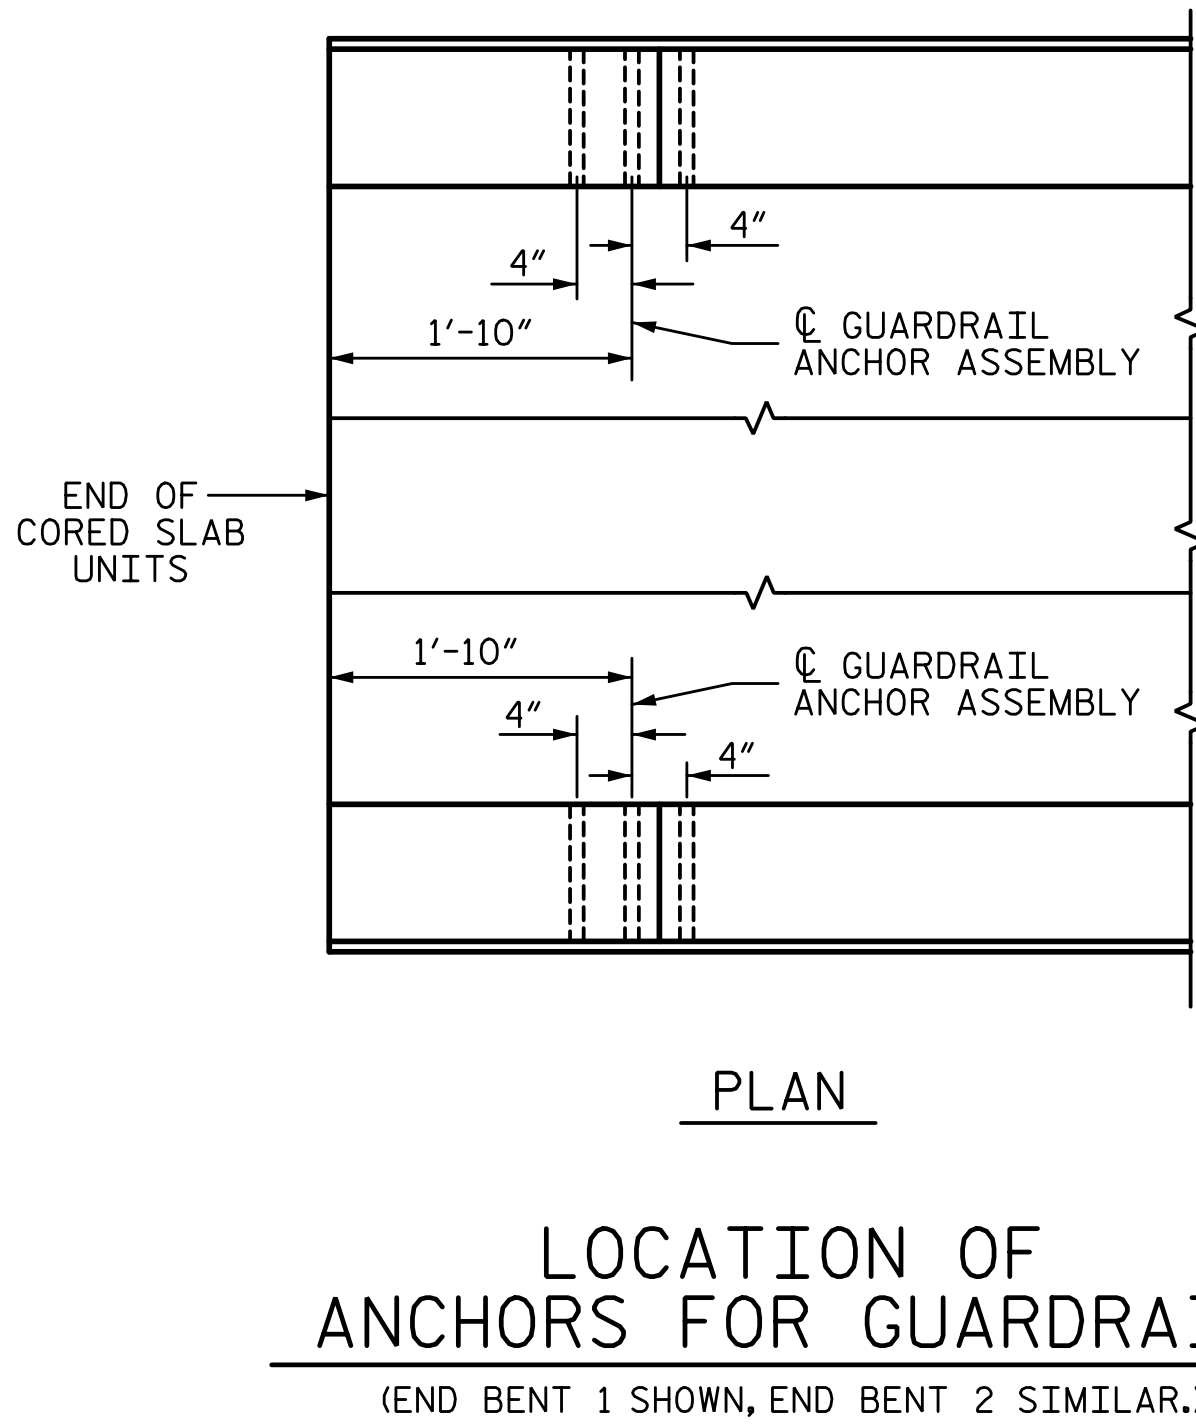 4"
4"
1'-10"
℄ GUARDRAIL
ANCHOR ASSEMBLY
END OF
CORED SLAB
UNITS
1'-10"
℄ GUARDRAIL
ANCHOR ASSEMBLY
4"
4"
PLAN
LOCATION OF
ANCHORS FOR
(END BENT 1 SHOWN, END BENT 2 SIMILAR.)